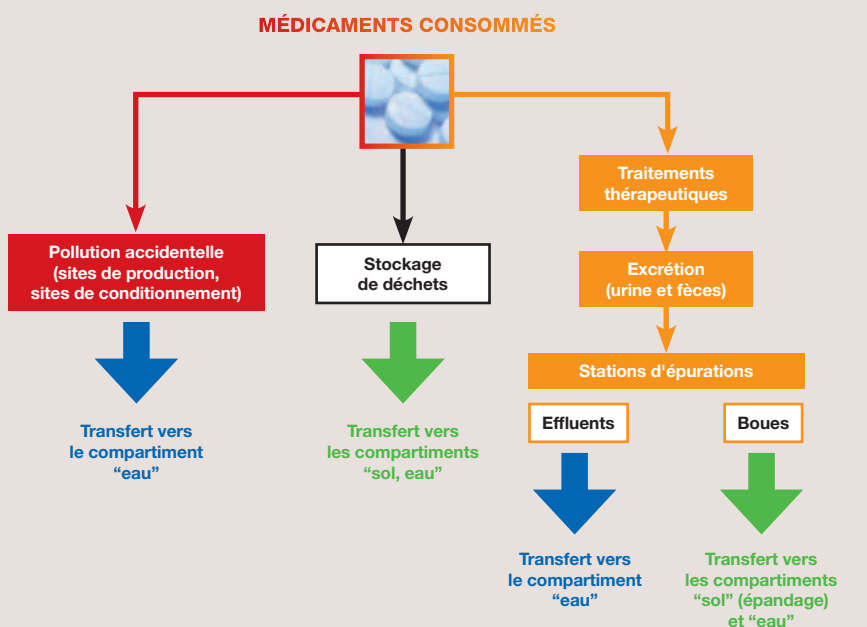 MÉDICAMENTS CONSOMMÉS
Traitements
thérapeutiques
Pollution accidentelle
(sites de production,
sites de conditionnement)
Stockage
de déchets
Excrétion
(urine et fèces)
Stations d'épurations
Effluents
Boues
Transfert vers
le compartiment
“eau”
Transfert vers
les compartiments
“sol, eau”
Transfert vers
le compartiment
“eau”
Transfert vers
les compartiments
“sol” (épandage)
et “eau”